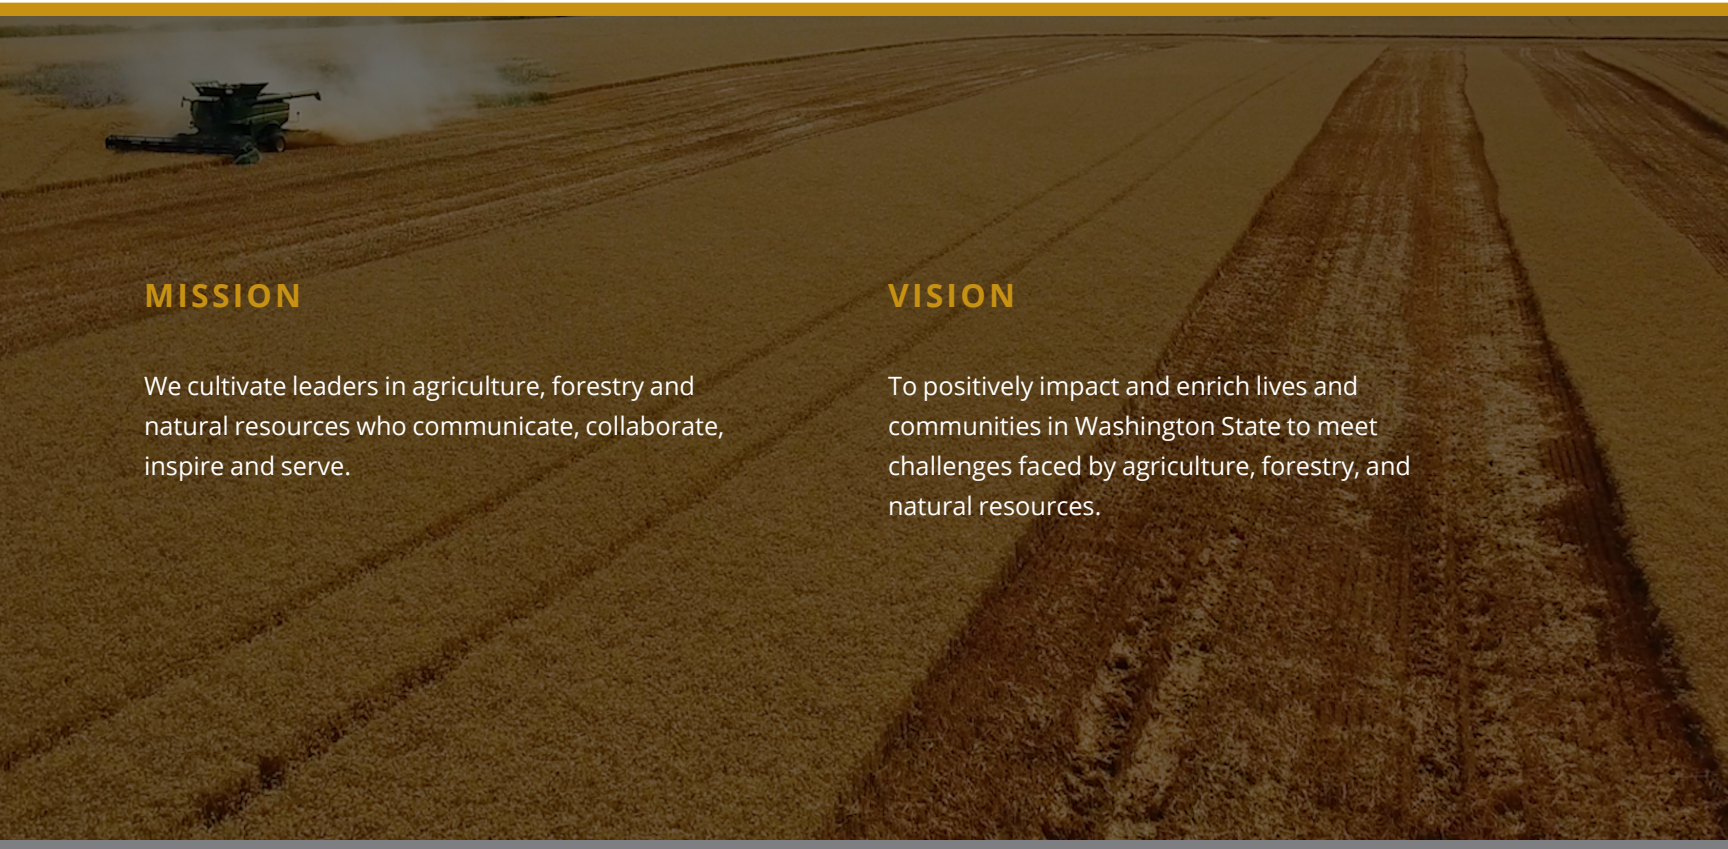 MISSION
We cultivate leaders in agriculture, forestry and
natural resources who communicate, collaborate,
inspire and serve.
VISION
To positively impact and enrich lives and
communities in Washington State to meet
challenges faced by agriculture, forestry, and
natural resources.